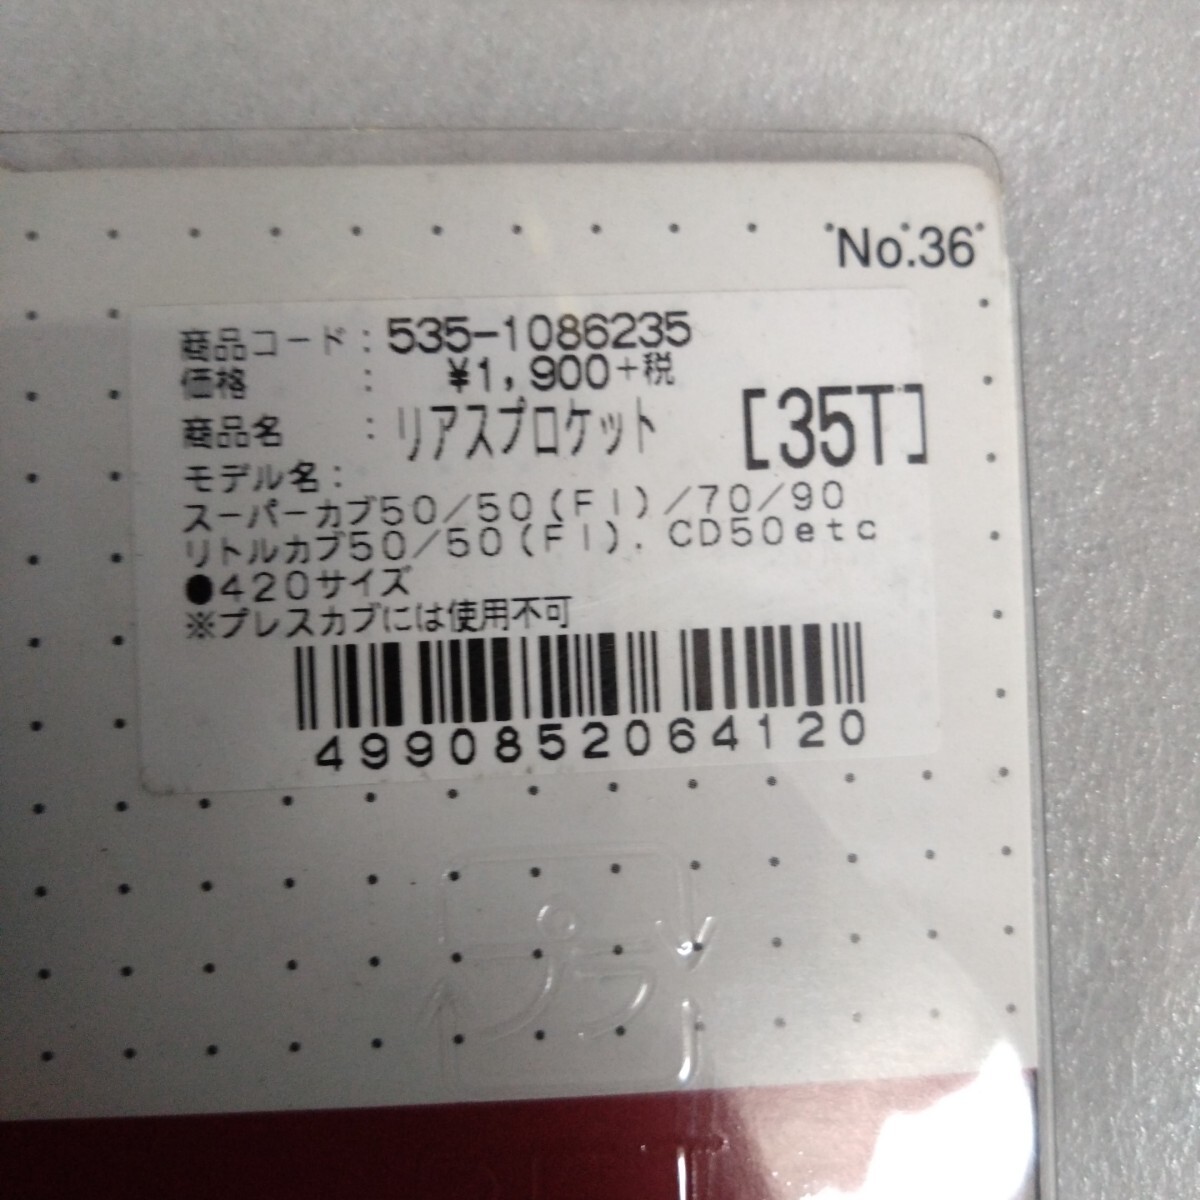 No.36
商品コード：535-1086235
価格　　：　¥1,900+税
商品名　　：リアスプロケット　[35T]
モデル名：
スーパーカブ50/50(FI)/70/90
リトルカブ50/50(FI). CD50etc
●420サイズ
※プレスカブには使用不可
4990852064120
プラ